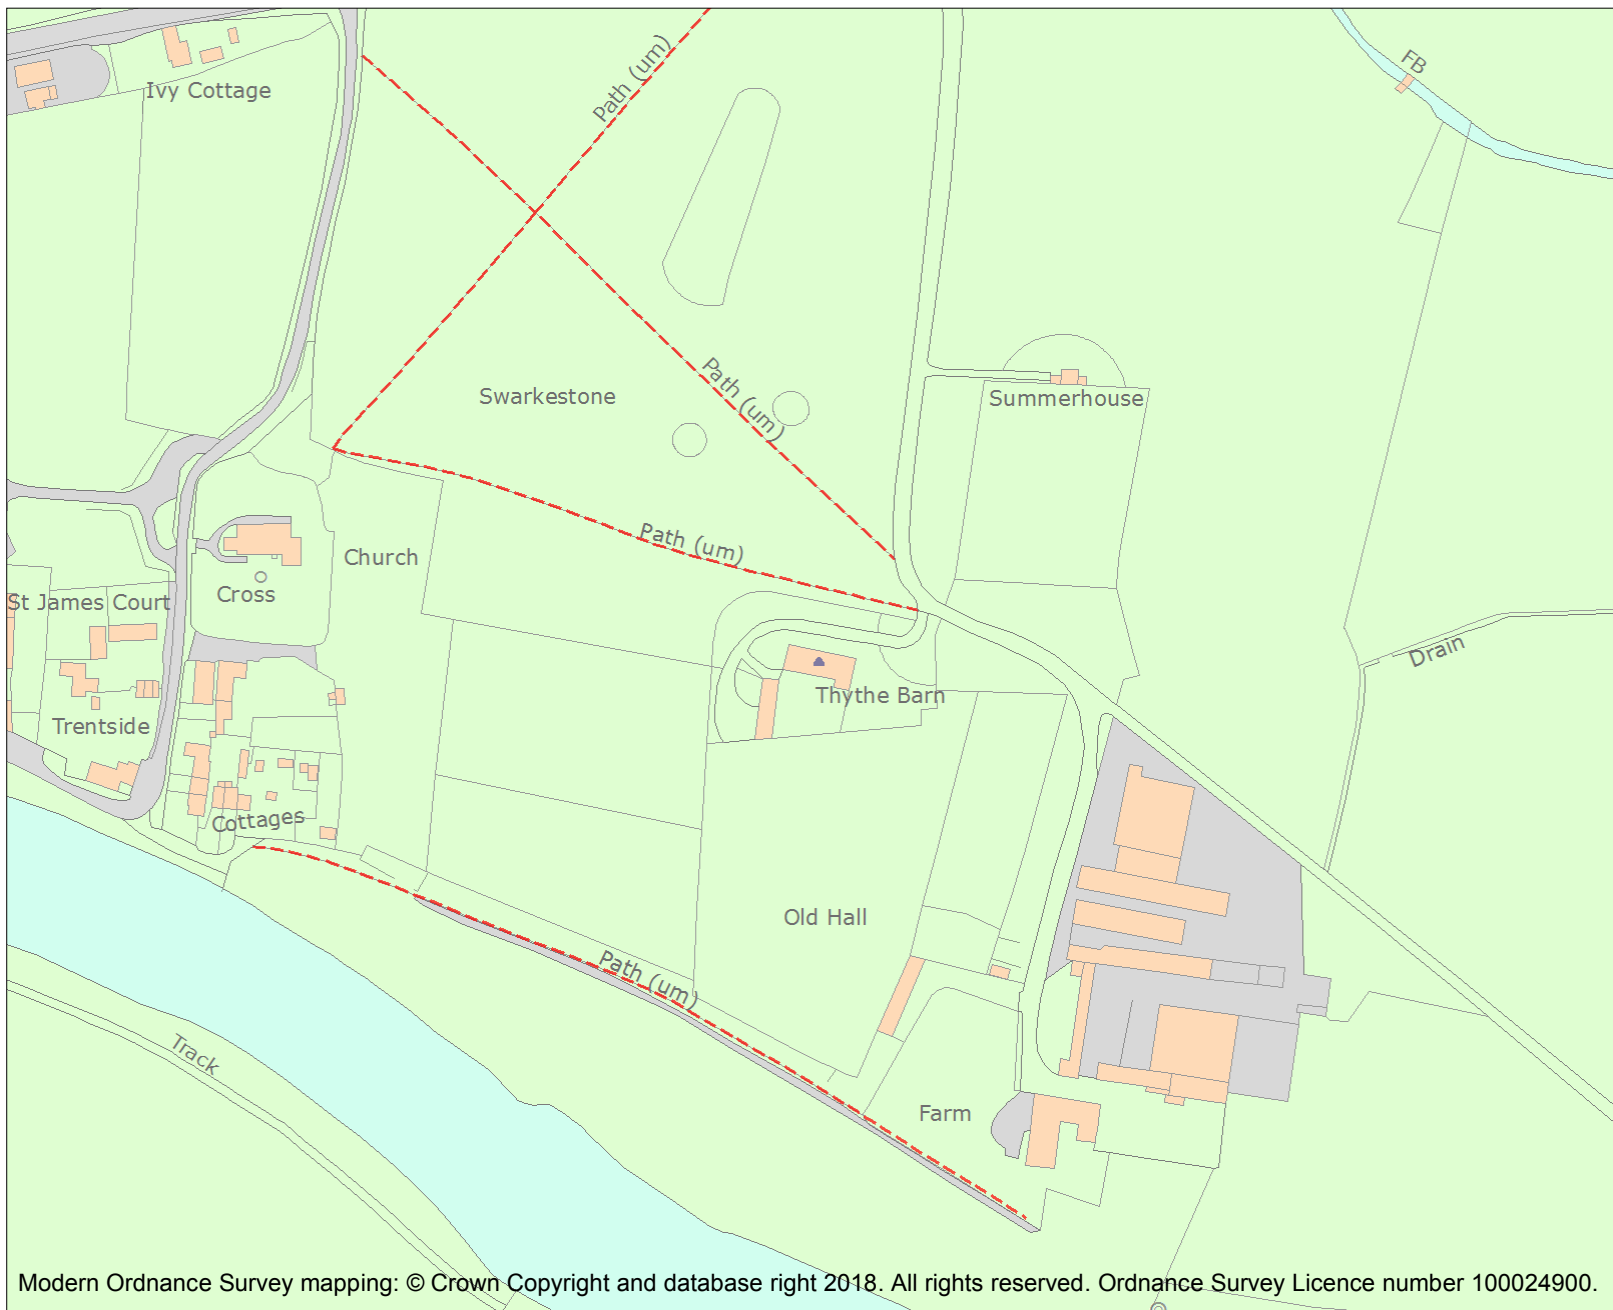 Path (um)
FB
Ivy Cottage
Path (um)
Swarkestone
Summerhouse
Path (um)
Church
Cross
St James Court
Drain
Thythe Barn
Trentside
Cottages
Old Hall
Path (um)
Track
Farm
Modern Ordnance Survey mapping: © Crown Copyright and database right 2018. All rights reserved. Ordnance Survey Licence number 100024900.